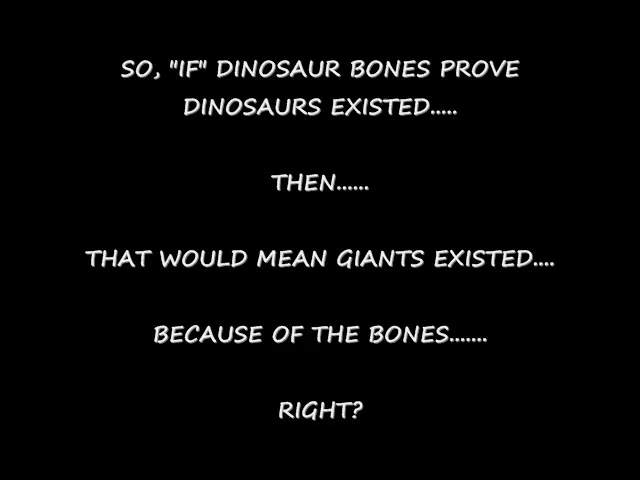 SO, "IF" DINOSAUR BONES PROVE
DINOSAURS EXISTED.....
THEN......
THAT WOULD MEAN GIANTS EXISTED....
BECAUSE OF THE BONES.......
RIGHT?